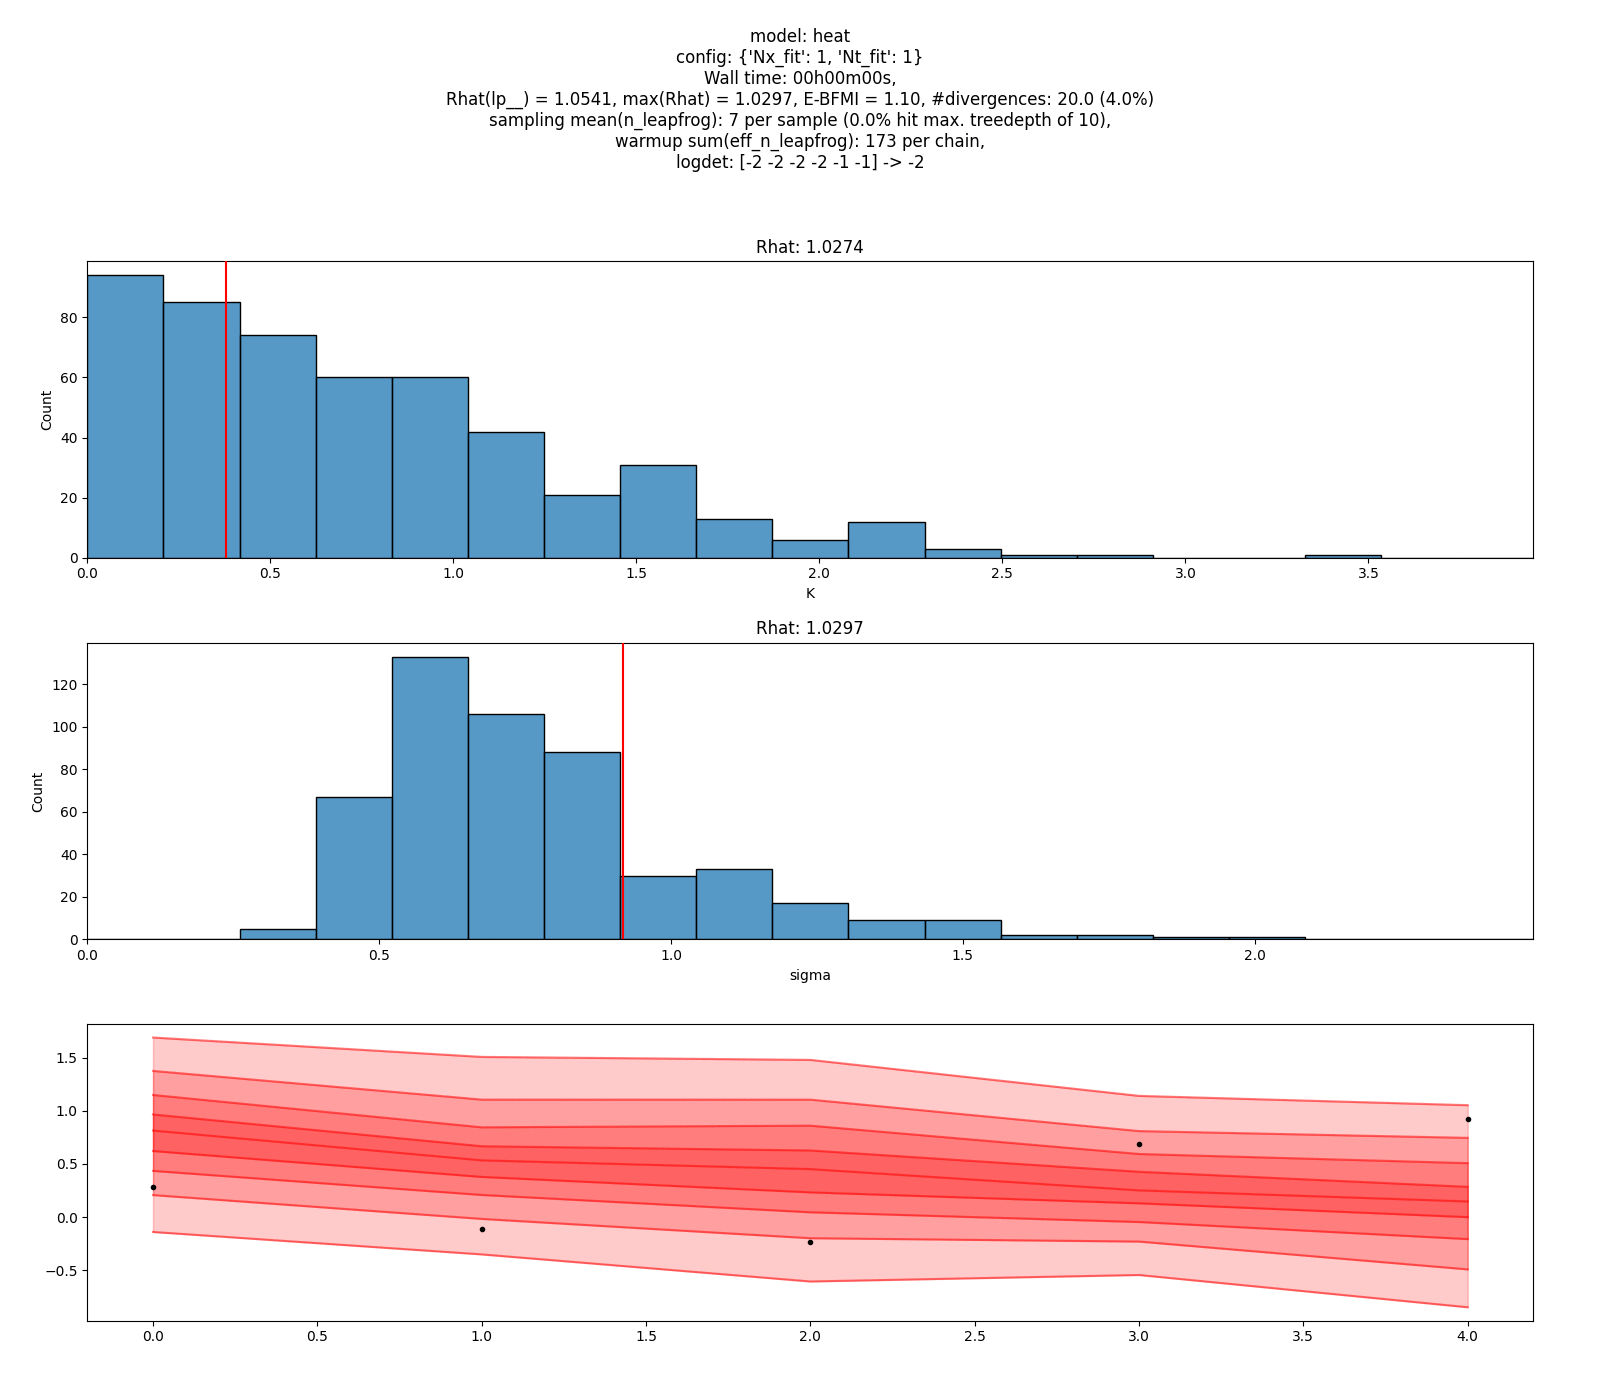 model: heat
config: {'Nx_fit': 1, 'Nt_fit': 1}
Wall time: 00h00m00s,
Rhat(lp__) = 1.0541, max(Rhat) = 1.0297, E-BFMI = 1.10, #divergences: 20.0 (4.0%)
sampling mean(n_leapfrog): 7 per sample (0.0% hit max. treedepth of 10),
warmup sum(eff_n_leapfrog): 173 per chain,
logdet: [-2 -2 -2 -2 -1 -1] -> -2
Rhat: 1.0274
80
60
40
20
0
Count
0.0 0.5 1.0 1.5 2.0 2.5 3.0 3.5
K
Rhat: 1.0297
120
100
80
60
40
20
0
Count
0.0 0.5 1.0 1.5 2.0
sigma
1.5
1.0
0.5
0.0
−0.5
0.0 0.5 1.0 1.5 2.0 2.5 3.0 3.5 4.0